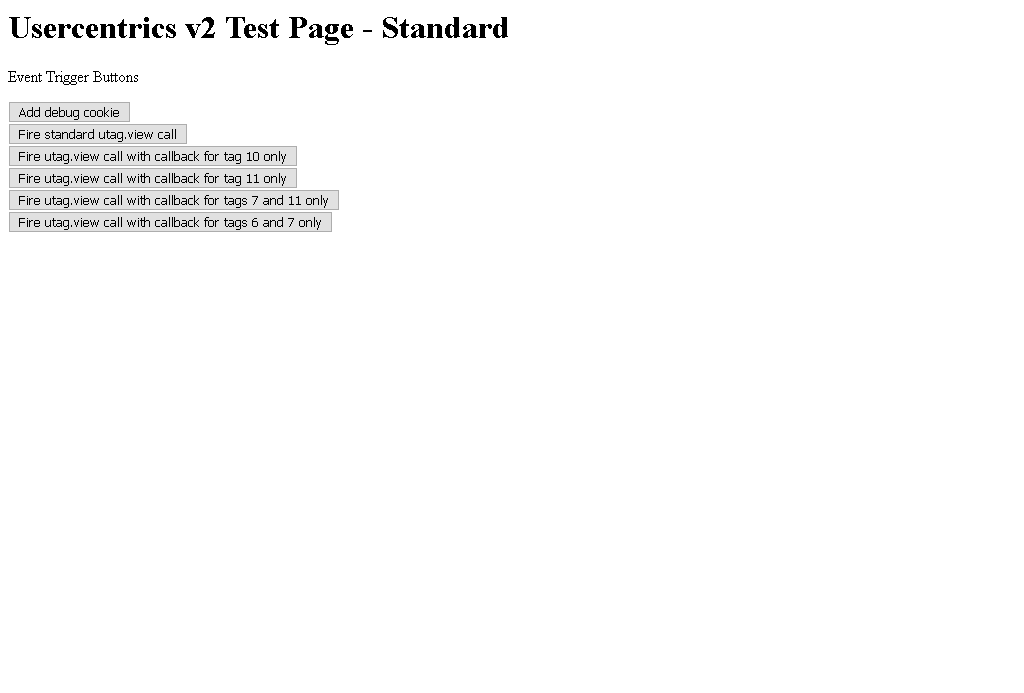 Usercentrics v2 Test Page - Standard
Event Trigger Buttons
Add debug cookie
Fire standard utag.view call
Fire utag.view call with callback for tag 10 only
Fire utag.view call with callback for tag 11 only
Fire utag.view call with callback for tags 7 and 11 only
Fire utag.view call with callback for tags 6 and 7 only